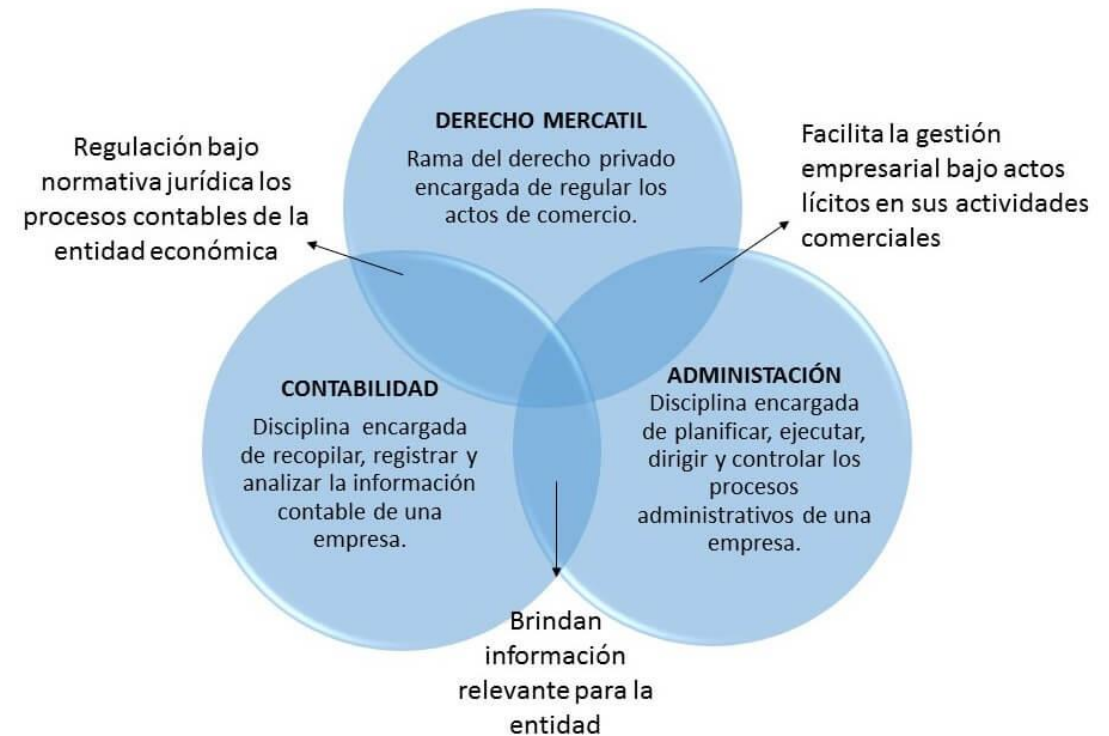 DERECHO MERCATIL
Rama del derecho privado
encargada de regular los
actos de comercio.
Regulación bajo
normativa jurídica los
procesos contables de la
entidad económica
Facilita la gestión
empresarial bajo actos
lícitos en sus actividades
comerciales
CONTABILIDAD
Disciplina encargada
de recopilar, registrar y
analizar la información
contable de una
empresa.
ADMINISTACIÓN
Disciplina encargada
de planificar, ejecutar,
dirigir y controlar los
procesos
administrativos de una
empresa.
Brindan
información
relevante para la
entidad